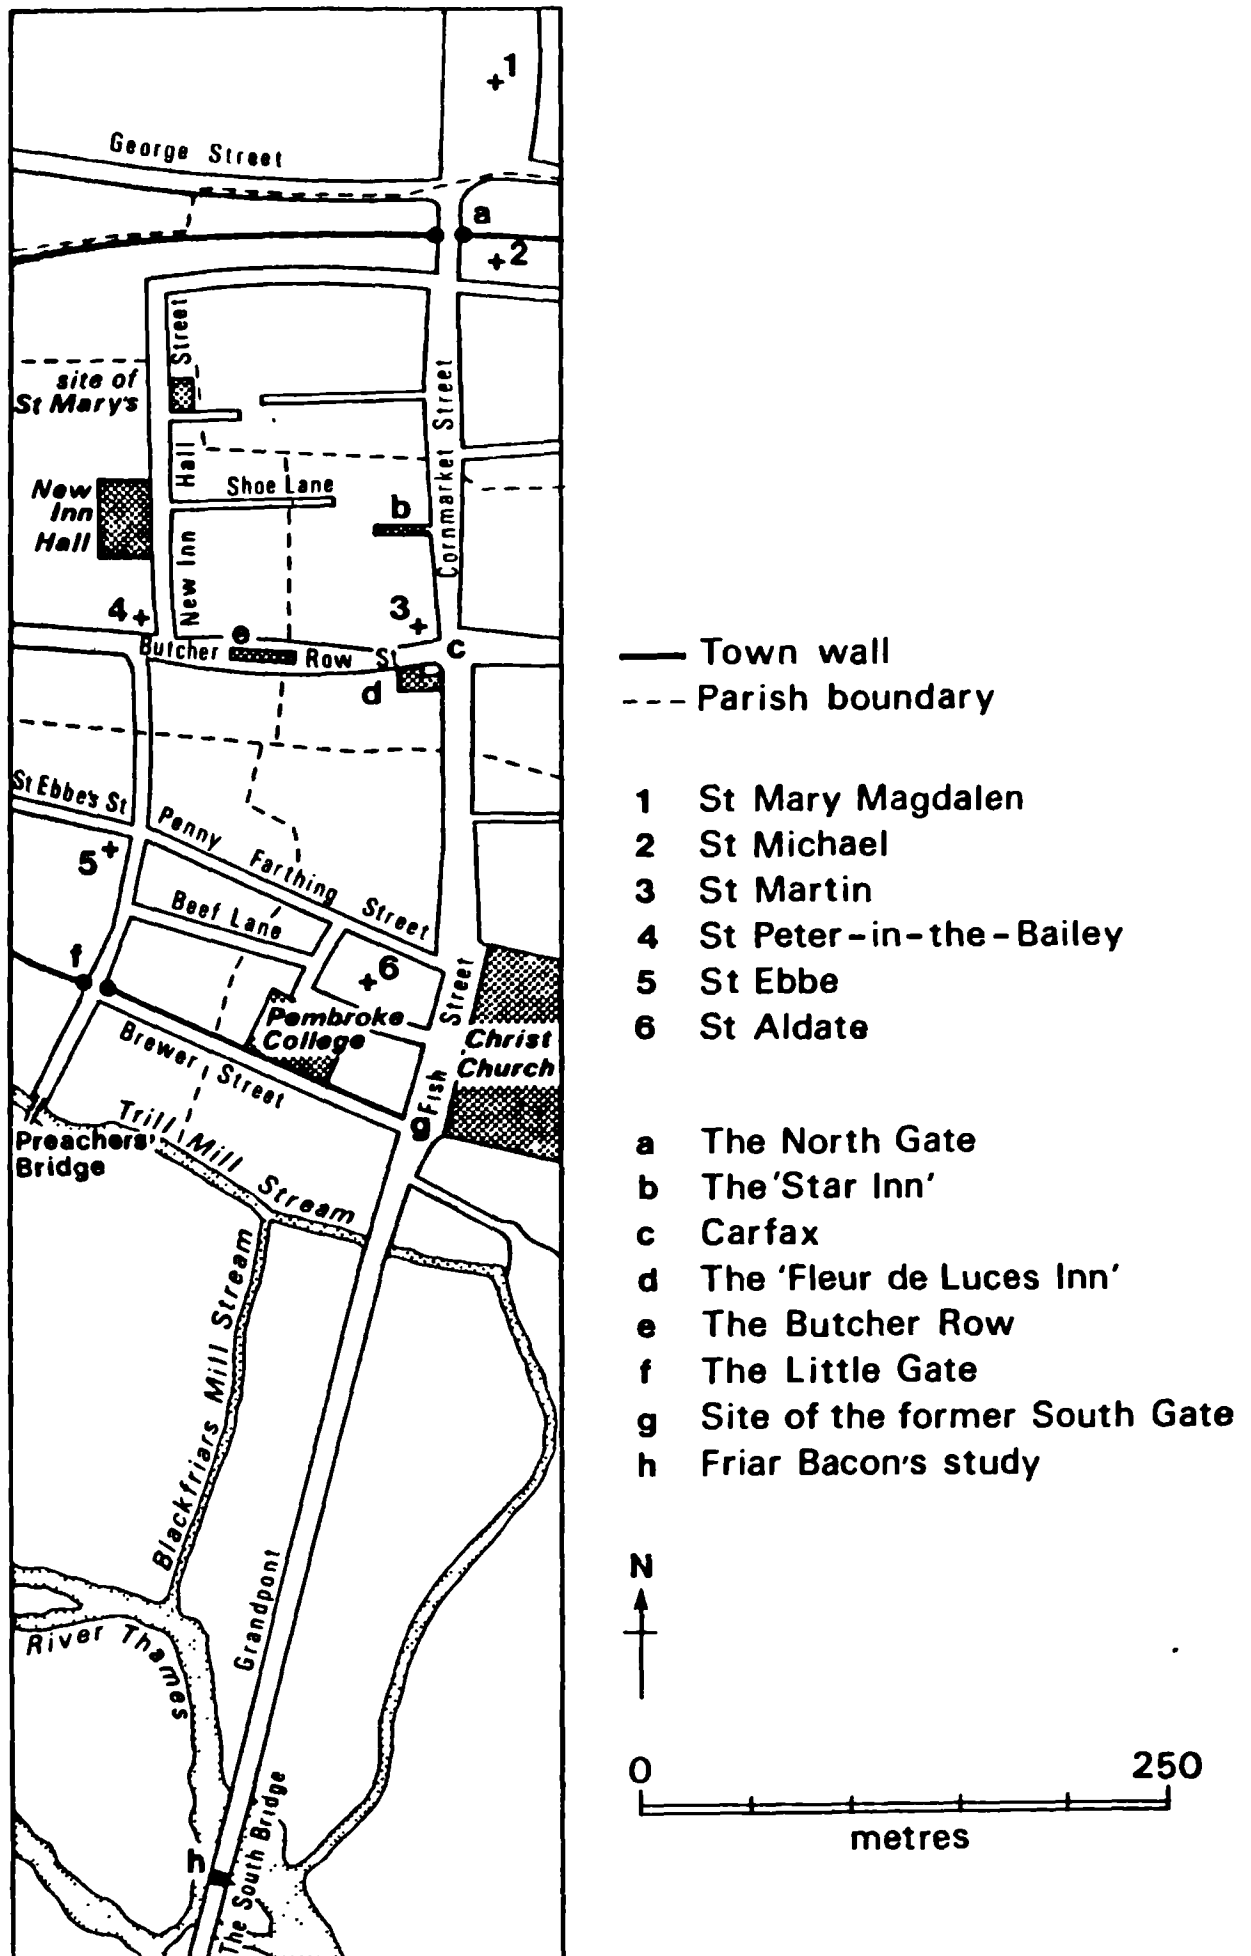 1
George Street
a
2
Street
site of
St Mary's
Cornmarket Street
Hall
New
Inn
Hall
Shoe Lane
b
New Inn
4
3
e
c
Butcher Row St
d
St Ebbe's St
Penny Farthing Street
5
Beef Lane
f
6
Street
Pembroke
College
Christ
Church
Brewer Street
Fish
g
Trill Mill Stream
Preachers'
Bridge
Blackfriars Mill Stream
Grandpont
River Thames
The South Bridge
h
Town wall
Parish boundary
1 St Mary Magdalen
2 St Michael
3 St Martin
4 St Peter-in-the-Bailey
5 St Ebbe
6 St Aldate
a The North Gate
b The 'Star Inn'
c Carfax
d The 'Fleur de Luces Inn'
e The Butcher Row
f The Little Gate
g Site of the former South Gate
h Friar Bacon's study
N
0 250
metres